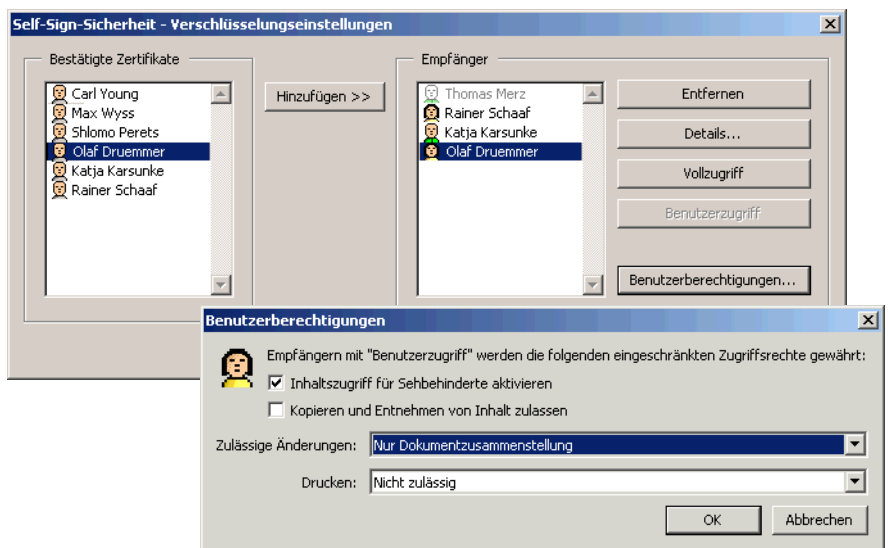 Self-Sign-Sicherheit - Verschlüsselungseinstellungen
Bestätigte Zertifikate
Carl Young
Max Wyss
Shlomo Perets
Olaf Druemmer
Katja Karsunke
Rainer Schaaf
Hinzufügen >>
Empfänger
Thomas Merz
Rainer Schaaf
Katja Karsunke
Olaf Druemmer
Entfernen
Details...
Vollzugriff
Benutzerzugriff
Benutzerberechtigungen...
Benutzerberechtigungen
Empfängern mit "Benutzerzugriff" werden die folgenden eingeschränkten Zugriffsrechte gewährt:
Inhaltszugriff für Sehbehinderte aktivieren
Kopieren und Entnehmen von Inhalt zulassen
Zulässige Änderungen: Nur Dokumentzusammenstellung
Drucken: Nicht zulässig
OK Abbrechen